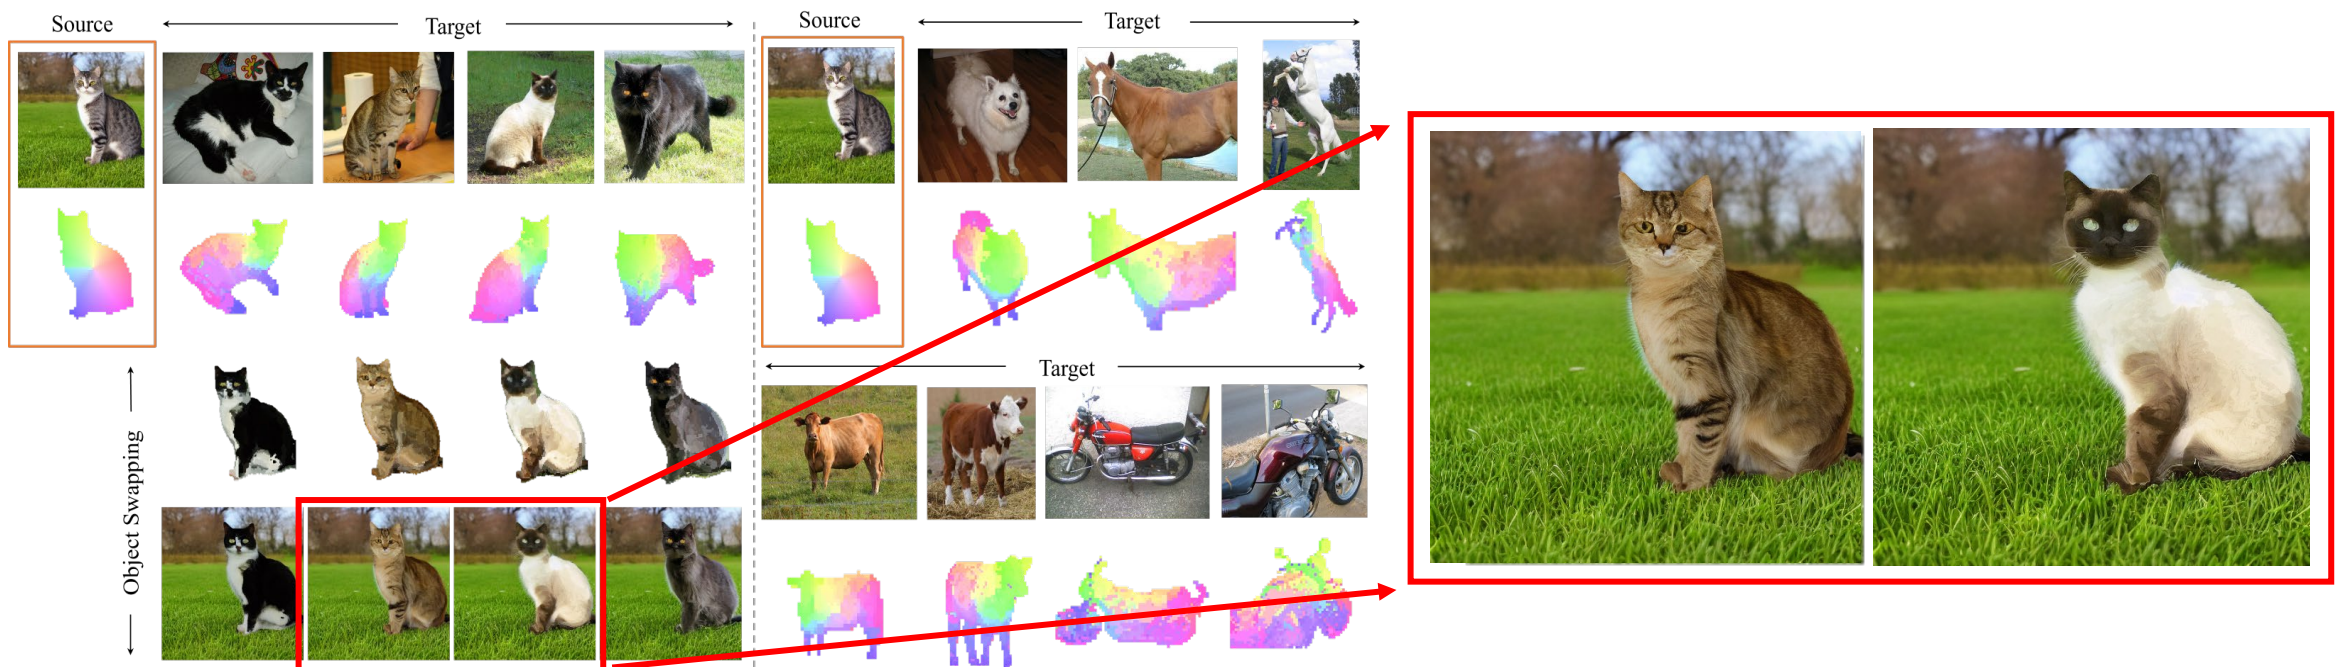 Source
Target
Source
Target
Target
Object Swapping